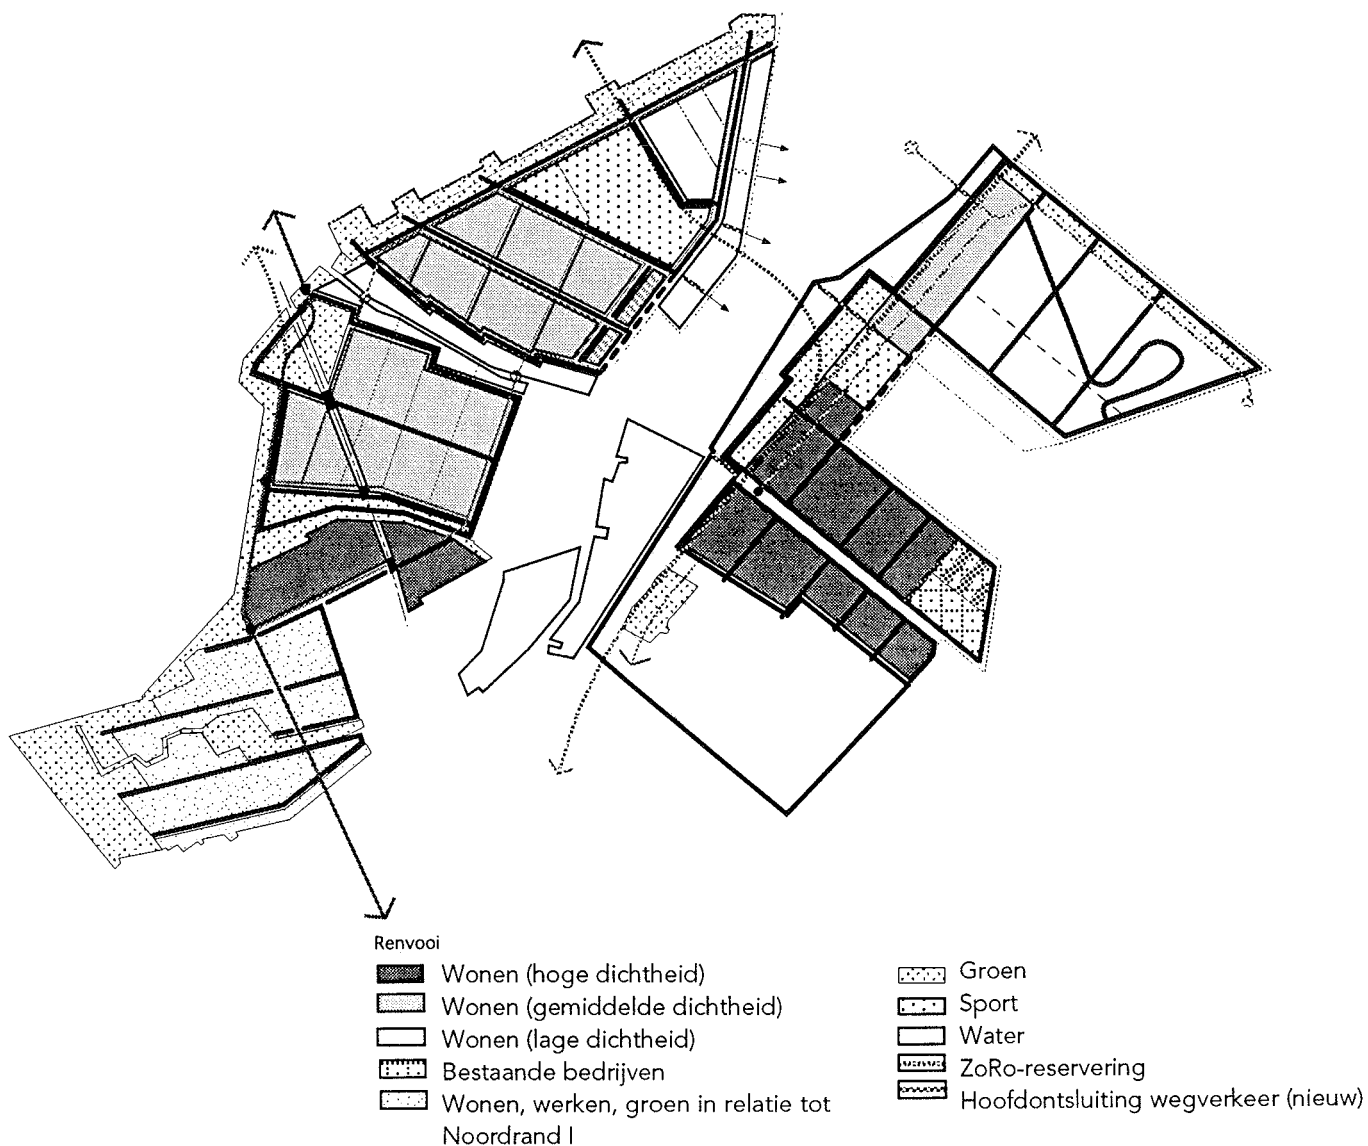 Renvooi
Wonen (hoge dichtheid)
Wonen (gemiddelde dichtheid)
Wonen (lage dichtheid)
Bestaande bedrijven
Wonen, werken, groen in relatie tot
Noordrand I
Groen
Sport
Water
ZoRo-reservering
Hoofdontsluiting wegverkeer (nieuw)